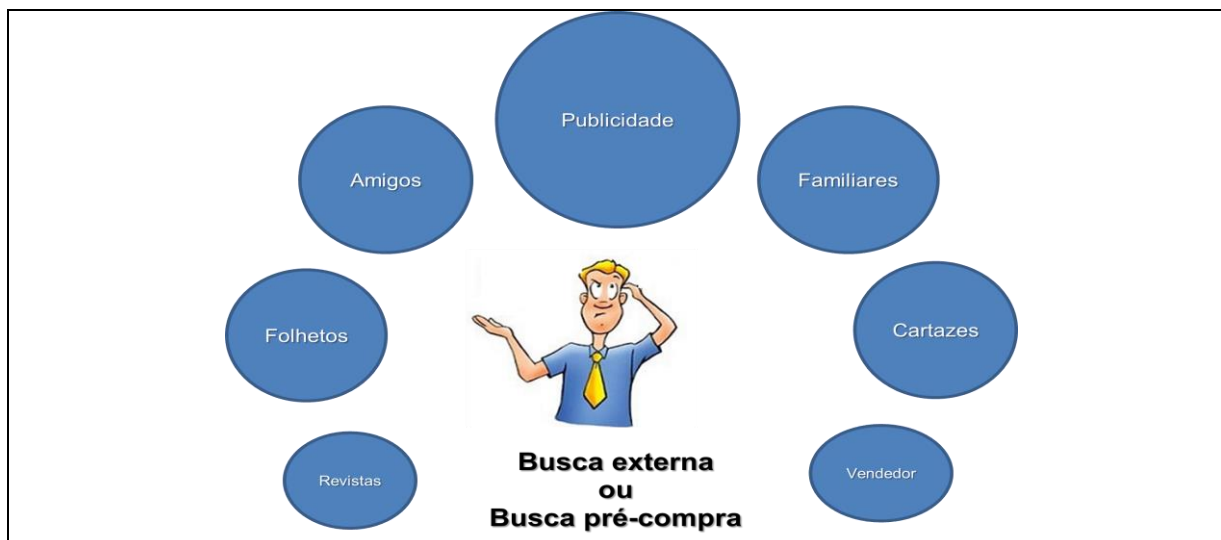 Publicidade
Amigos
Familiares
Folhetos
Cartazes
Revistas
Vendedor
Busca externa
ou
Busca pré-compra